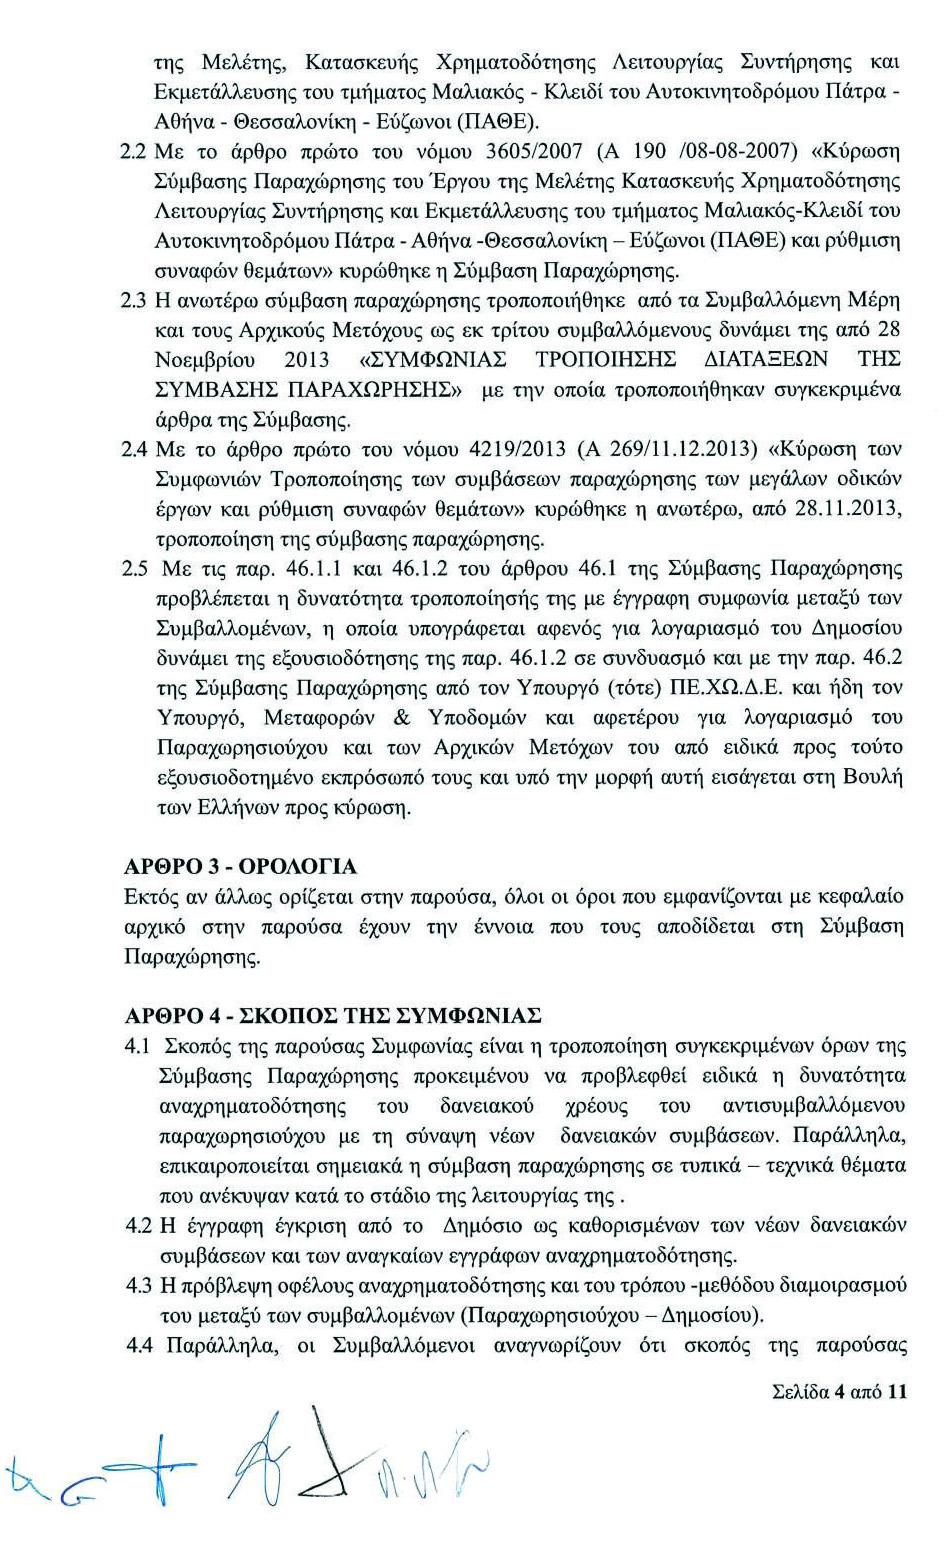 της Μελέτης, Κατασκευής Χρηματοδότησης Λειτουργίας Συντήρησης και
Εκμετάλλευσης του τμήματος Μαλιακός - Κλειδί του Αυτοκινητοδρόμου Πάτρα -
Αθήνα - Θεσσαλονίκη - Εύζωνοι (ΠΑΘΕ).
2.2 Με το άρθρο πρώτο του νόμου 3605/2007 (Α 190 /08-08-2007) «Κύρωση
Σύμβασης Παραχώρησης του Έργου της Μελέτης Κατασκευής Χρηματοδότησης
Λειτουργίας Συντήρησης και Εκμετάλλευσης του τμήματος Μαλιακός-Κλειδί του
Αυτοκινητοδρόμου Πάτρα - Αθήνα -Θεσσαλονίκη – Εύζωνοι (ΠΑΘΕ) και ρύθμιση
συναφών θεμάτων» κυρώθηκε η Σύμβαση Παραχώρησης.
2.3 Η ανωτέρω σύμβαση παραχώρησης τροποποιήθηκε από τα Συμβαλλόμενη Μέρη
και τους Αρχικούς Μετόχους ως εκ τρίτου συμβαλλόμενους δυνάμει της από 28
Νοεμβρίου 2013 «ΣΥΜΦΩΝΙΑΣ ΤΡΟΠΟΙΗΣΗΣ ΔΙΑΤΑΞΕΩΝ ΤΗΣ
ΣΥΜΒΑΣΗΣ ΠΑΡΑΧΩΡΗΣΗΣ» με την οποία τροποποιήθηκαν συγκεκριμένα
άρθρα της Σύμβασης.
2.4 Με το άρθρο πρώτο του νόμου 4219/2013 (Α 269/11.12.2013) «Κύρωση των
Συμφωνιών Τροποποίησης των συμβάσεων παραχώρησης των μεγάλων οδικών
έργων και ρύθμιση συναφών θεμάτων» κυρώθηκε η ανωτέρω, από 28.11.2013,
τροποποίηση της σύμβασης παραχώρησης.
2.5 Με τις παρ. 46.1.1 και 46.1.2 του άρθρου 46.1 της Σύμβασης Παραχώρησης
προβλέπεται η δυνατότητα τροποποίησής της με έγγραφη συμφωνία μεταξύ των
Συμβαλλομένων, η οποία υπογράφεται αφενός για λογαριασμό του Δημοσίου
δυνάμει της εξουσιοδότησης της παρ. 46.1.2 σε συνδυασμό και με την παρ. 46.2
της Σύμβασης Παραχώρησης από τον Υπουργό (τότε) ΠΕ.ΧΩ.Δ.Ε. και ήδη τον
Υπουργό, Μεταφορών & Υποδομών και αφετέρου για λογαριασμό του
Παραχωρησιούχου και των Αρχικών Μετόχων του από ειδικά προς τούτο
εξουσιοδοτημένο εκπρόσωπό τους και υπό την μορφή αυτή εισάγεται στη Βουλή
των Ελλήνων προς κύρωση.
ΑΡΘΡΟ 3 - ΟΡΟΛΟΓΙΑ
Εκτός αν άλλως ορίζεται στην παρούσα, όλοι οι όροι που εμφανίζονται με κεφαλαίο
αρχικό στην παρούσα έχουν την έννοια που τους αποδίδεται στη Σύμβαση
Παραχώρησης.
ΑΡΘΡΟ 4 - ΣΚΟΠΟΣ ΤΗΣ ΣΥΜΦΩΝΙΑΣ
4.1 Σκοπός της παρούσας Συμφωνίας είναι η τροποποίηση συγκεκριμένων όρων της
Σύμβασης Παραχώρησης προκειμένου να προβλεφθεί ειδικά η δυνατότητα
αναχρηματοδότησης του δανειακού χρέους του αντισυμβαλλόμενου
παραχωρησιούχου με τη σύναψη νέων δανειακών συμβάσεων. Παράλληλα,
επικαιροποιείται σημειακά η σύμβαση παραχώρησης σε τυπικά – τεχνικά θέματα
που ανέκυψαν κατά το στάδιο της λειτουργίας της .
4.2 Η έγγραφη έγκριση από το Δημόσιο ως καθορισμένων των νέων δανειακών
συμβάσεων και των αναγκαίων εγγράφων αναχρηματοδότησης.
4.3 Η πρόβλεψη οφέλους αναχρηματοδότησης και του τρόπου -μεθόδου διαμοιρασμού
του μεταξύ των συμβαλλομένων (Παραχωρησιούχου – Δημοσίου).
4.4 Παράλληλα, οι Συμβαλλόμενοι αναγνωρίζουν ότι σκοπός της παρούσας
Σελίδα 4 από 11